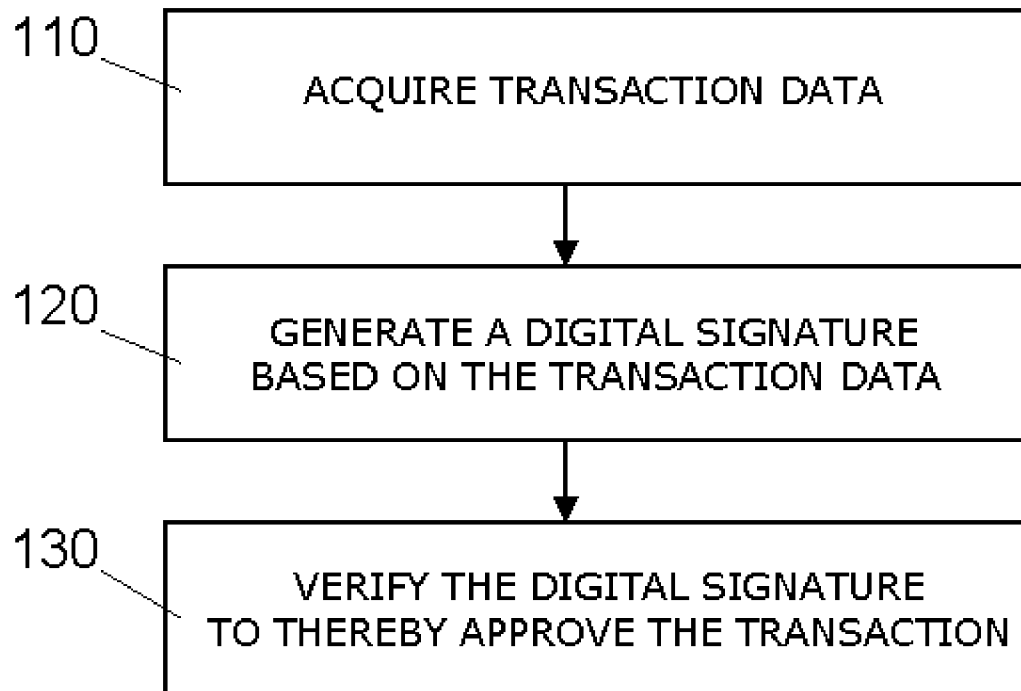 110
ACQUIRE TRANSACTION DATA
120
GENERATE A DIGITAL SIGNATURE
BASED ON THE TRANSACTION DATA
130
VERIFY THE DIGITAL SIGNATURE
TO THEREBY APPROVE THE TRANSACTION